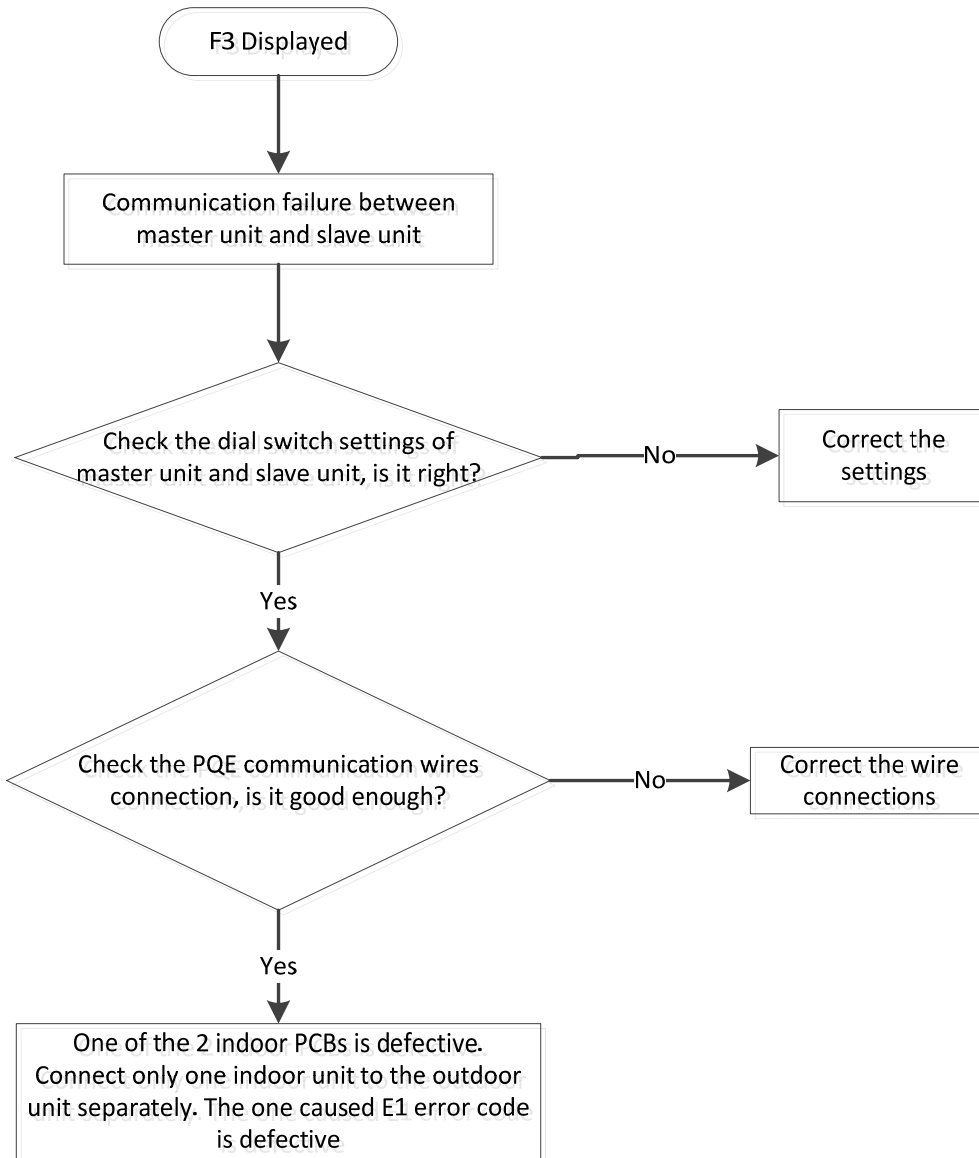 F3 Displayed
Communication failure between
master unit and slave unit
Check the dial switch settings of
master unit and slave unit, is it right?
No
Correct the
settings
Yes
Check the PQE communication wires
connection, is it good enough?
No
Correct the wire
connections
Yes
One of the 2 indoor PCBs is defective.
Connect only one indoor unit to the outdoor
unit separately. The one caused E1 error code
is defective